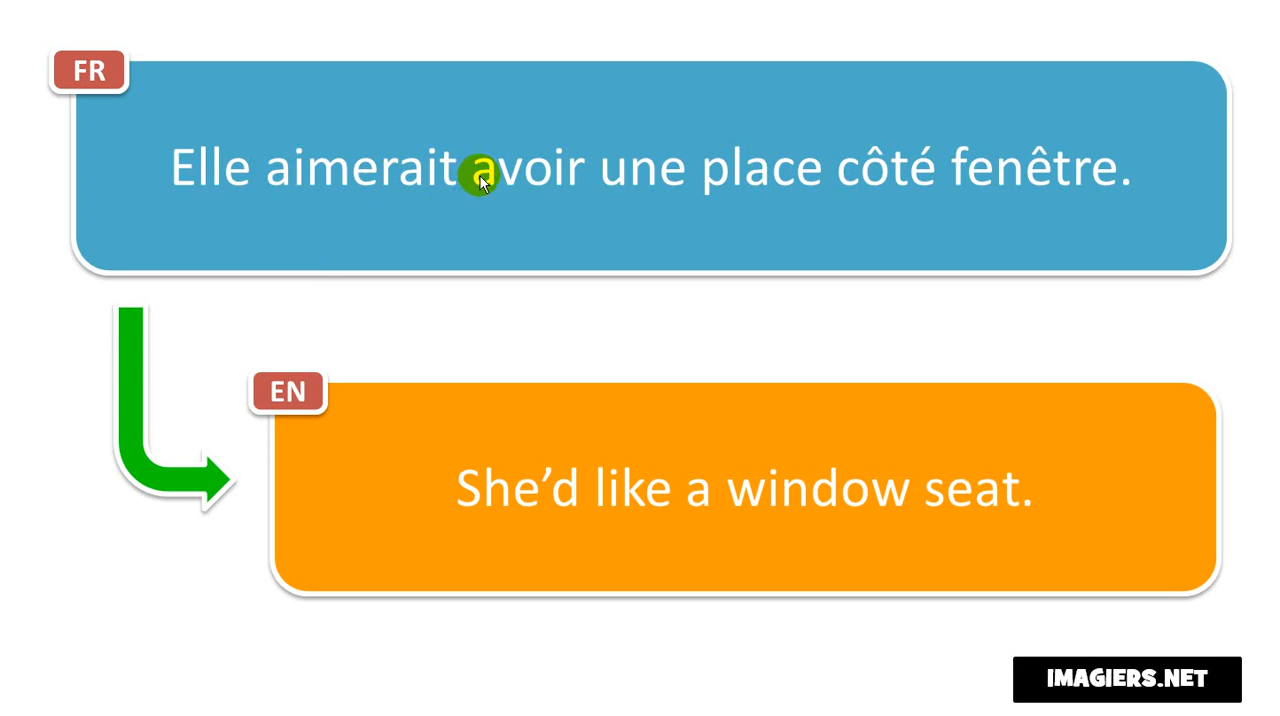 FR
Elle aimerait avoir une place côté fenêtre.
EN
She’d like a window seat.
IMAGIERS.NET